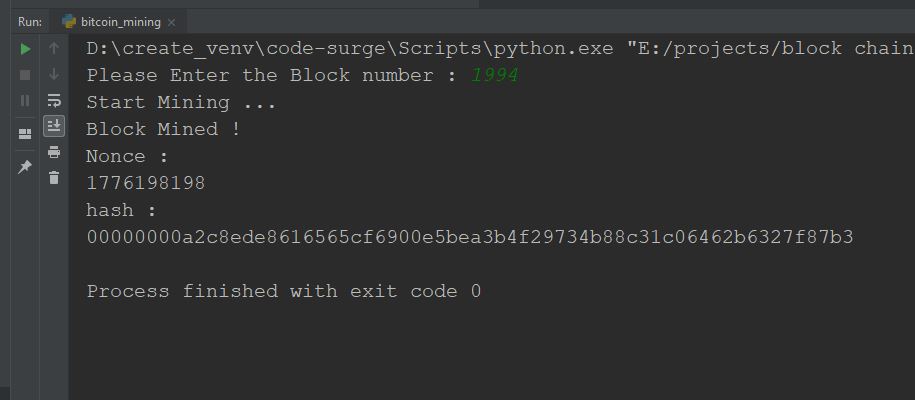 Run: bitcoin_mining ×
D:\create_venv\code-surge\Scripts\python.exe "E:/projects/block chain
Please Enter the Block number : 1994
Start Mining ...
Block Mined !
Nonce :
1776198198
hash :
00000000a2c8ede8616565cf6900e5bea3b4f29734b88c31c06462b6327f87b3
Process finished with exit code 0